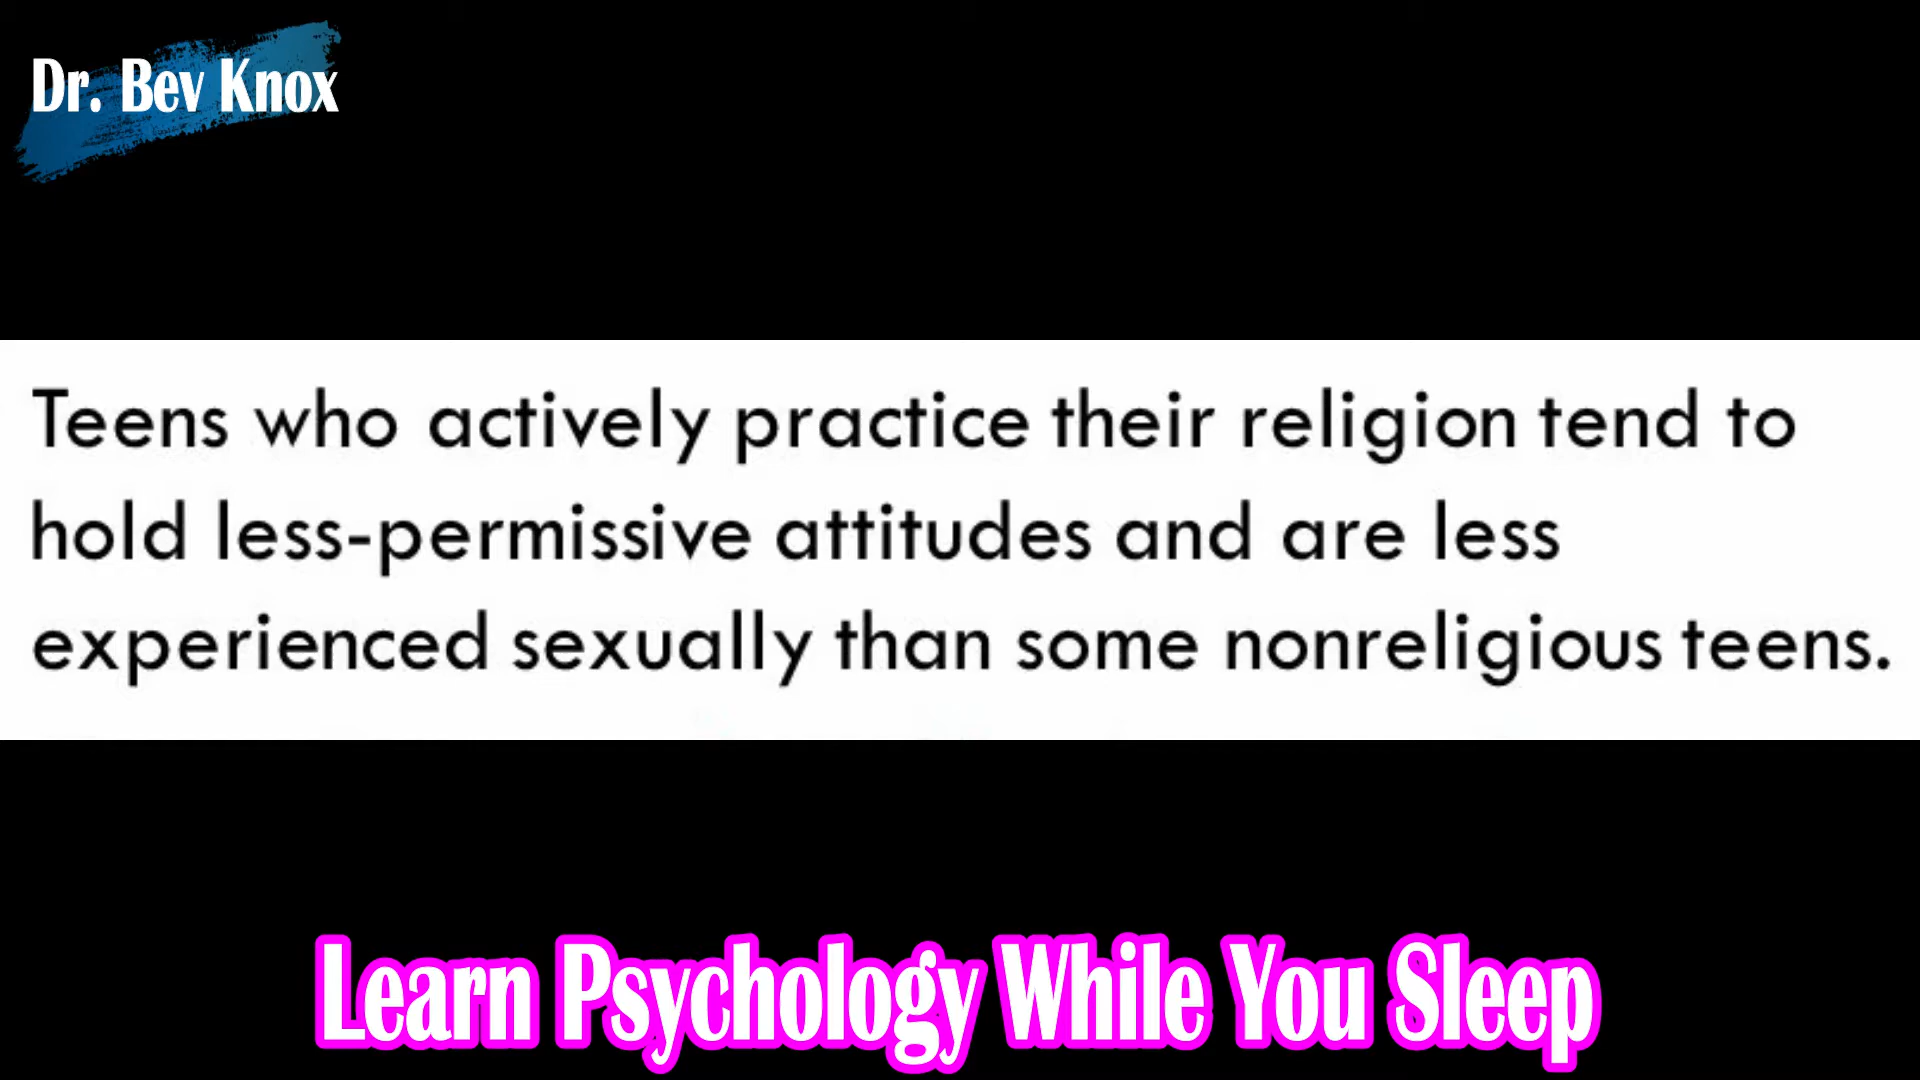 Dr. Bev Knox
Teens who actively practice their religion tend to
hold less-permissive attitudes and are less
experienced sexually than some nonreligious teens.
Learn Psychology While You Sleep